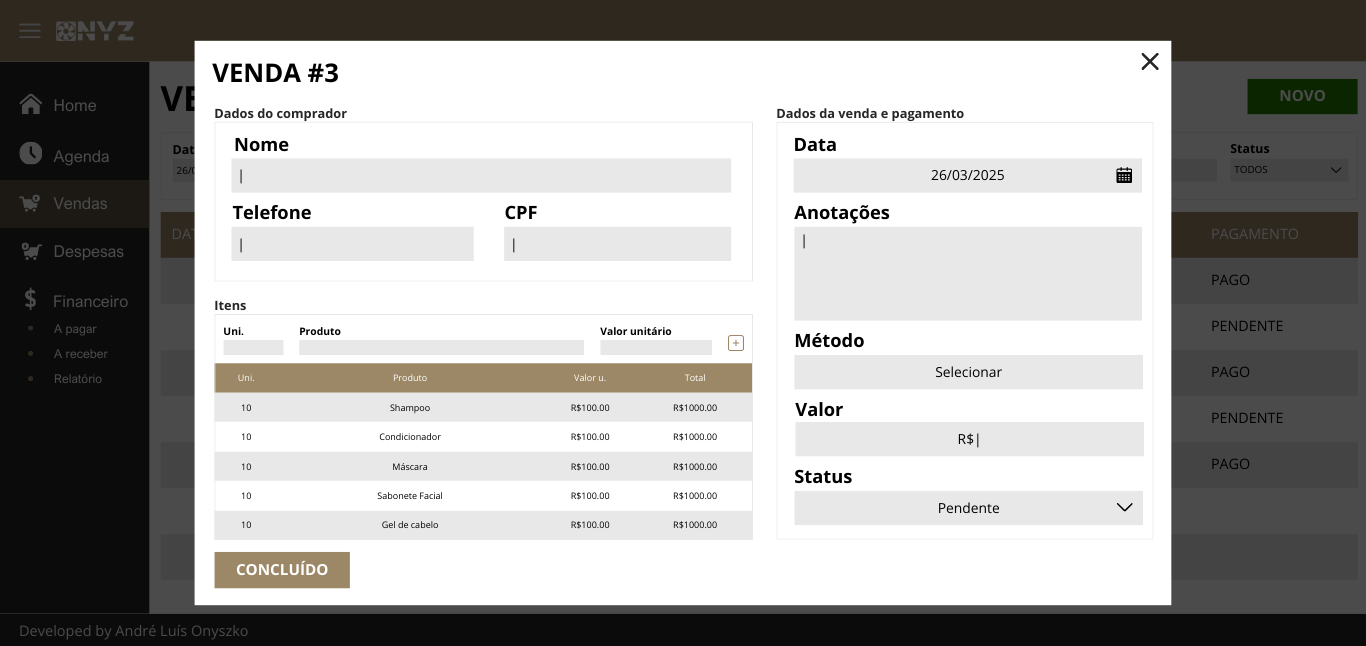 ONYZ
Home
Agenda
Vendas
Despesas
Financeiro
A pagar
A receber
Relatório
VE
NOVO
Dat
26/0
Status
TODOS
DAT
PAGAMENTO
PAGO
PENDENTE
PAGO
PENDENTE
PAGO
VENDA #3
Dados do comprador
Nome
|
Telefone
CPF
|
|
Itens
Uni.
Produto
Valor unitário
+
Uni. Produto Valor u. Total
10 Shampoo R$100.00 R$1000.00
10 Condicionador R$100.00 R$1000.00
10 Máscara R$100.00 R$1000.00
10 Sabonete Facial R$100.00 R$1000.00
10 Gel de cabelo R$100.00 R$1000.00
CONCLUÍDO
Dados da venda e pagamento
Data
26/03/2025
Anotações
|
Método
Selecionar
Valor
R$|
Status
Pendente
Developed by André Luís Onyszko